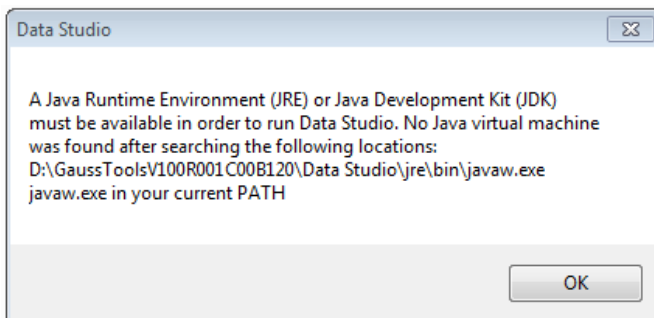 Data Studio
A Java Runtime Environment (JRE) or Java Development Kit (JDK)
must be available in order to run Data Studio. No Java virtual machine
was found after searching the following locations:
D:\GaussToolsV100R001C00B120\Data Studio\jre\bin\javaw.exe
javaw.exe in your current PATH
OK